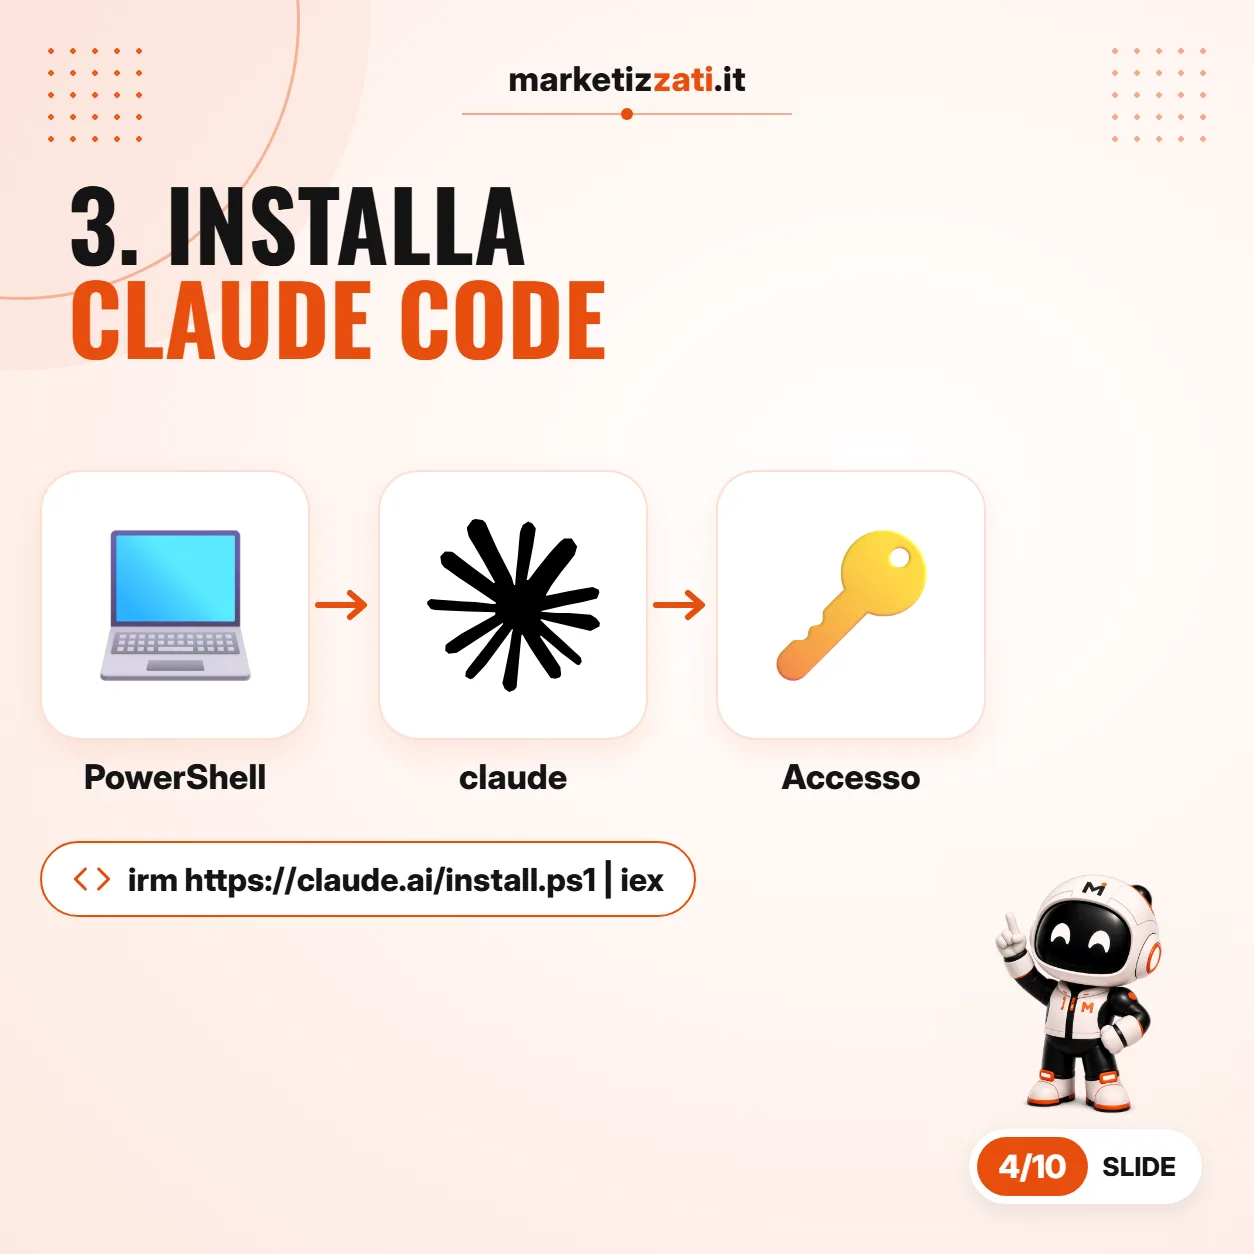 marketizzati.it
3. INSTALLA
CLAUDE CODE
PowerShell
claude
Accesso
<> irm https://claude.ai/install.ps1 | iex
M
M
4/10 SLIDE